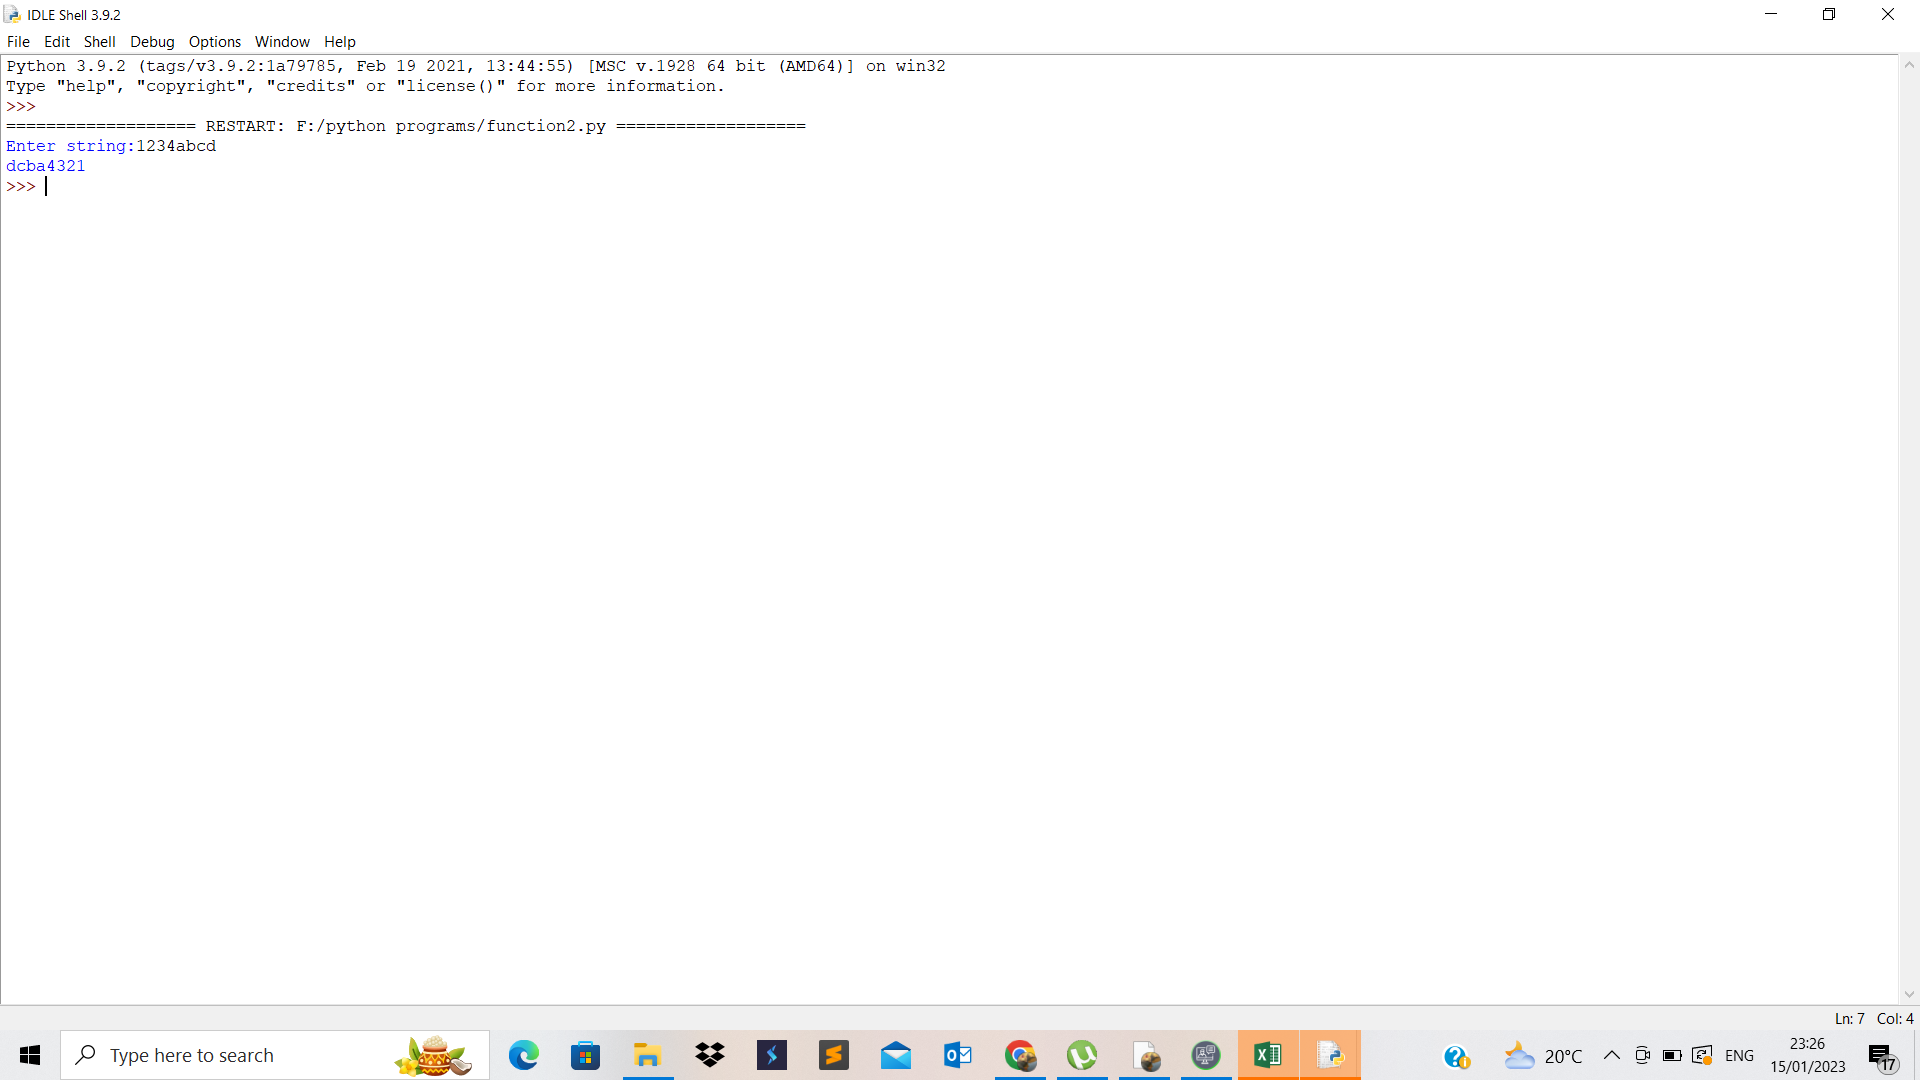 IDLE Shell 3.9.2
File Edit Shell Debug Options Window Help
Python 3.9.2 (tags/v3.9.2:1a79785, Feb 19 2021, 13:44:55) [MSC v.1928 64 bit (AMD64)] on win32
Type "help", "copyright", "credits" or "license()" for more information.
>>>
=================== RESTART: F:/python programs/function2.py ===================
Enter string:1234abcd
dcba4321
>>>
Ln: 7 Col: 4
Type here to search
20°C
ENG
23:26
15/01/2023
17